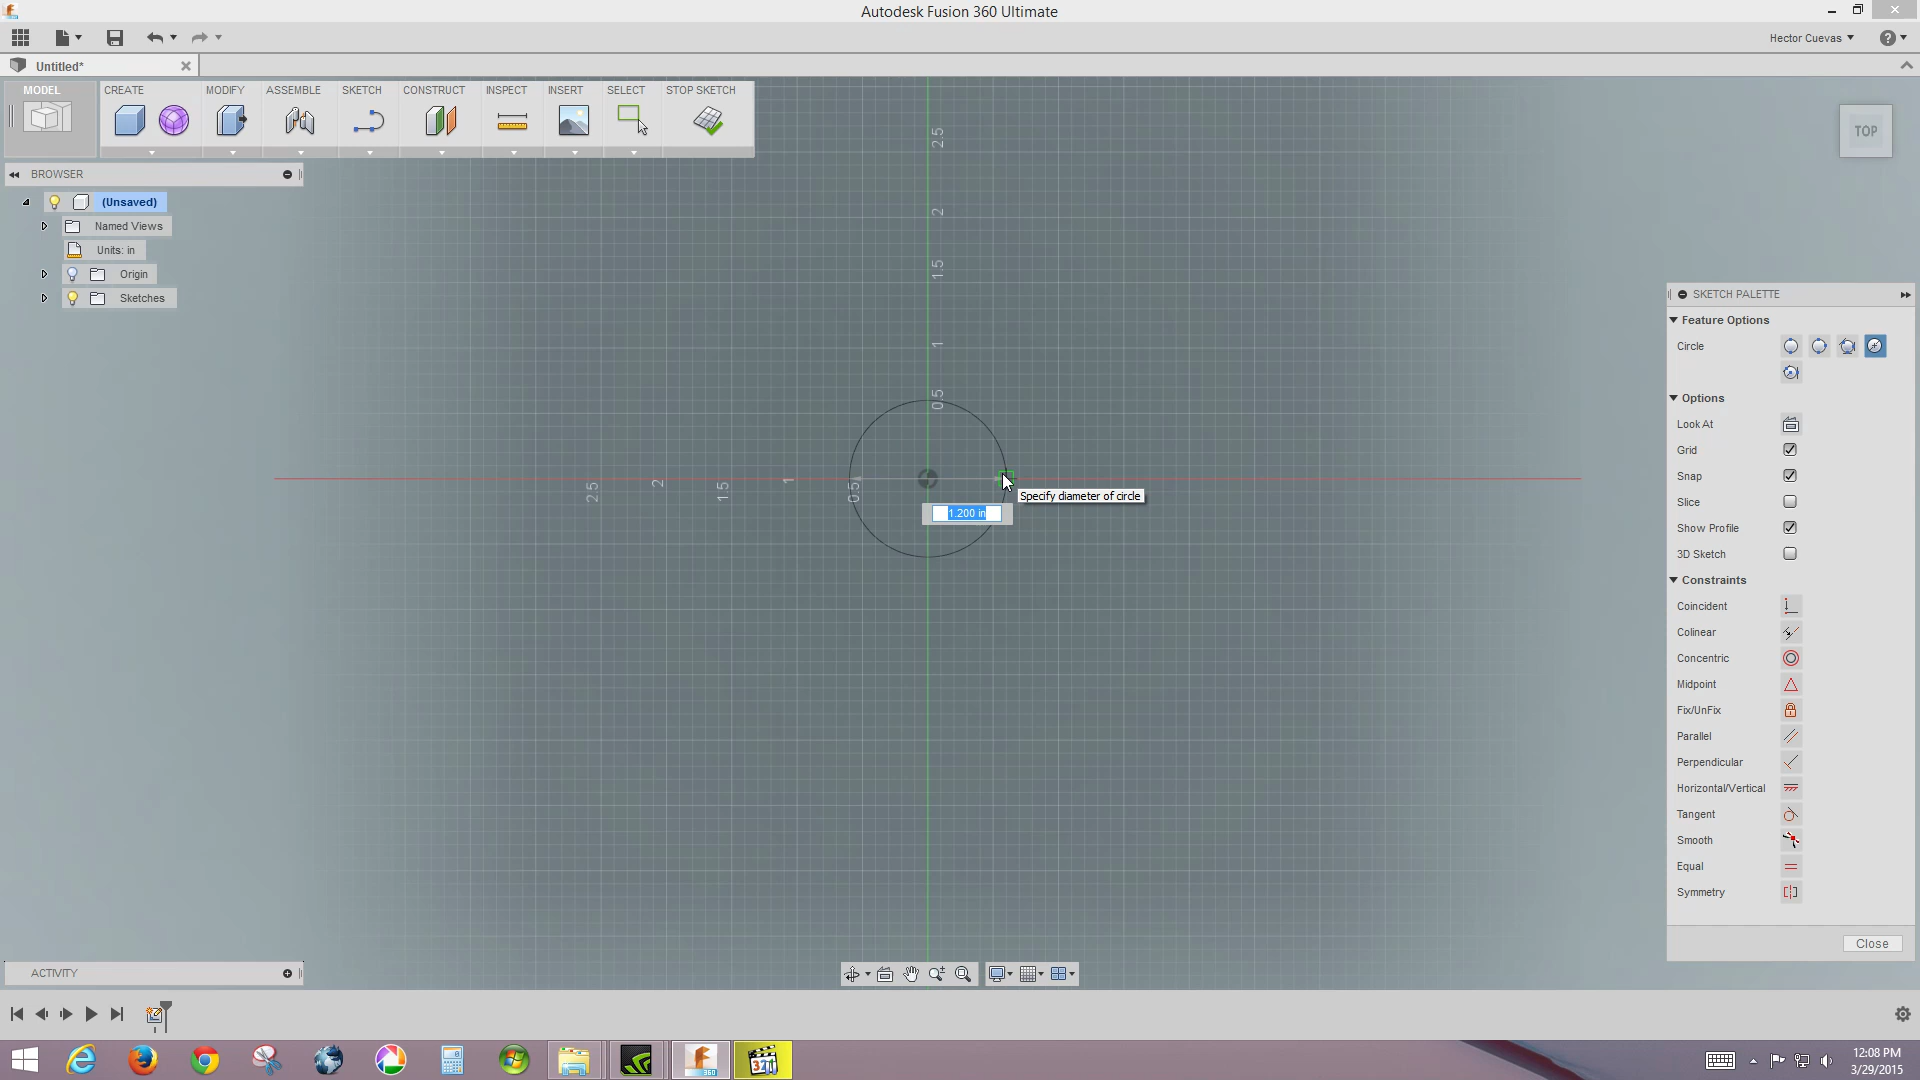 Autodesk Fusion 360 Ultimate
Hector Cuevas
Untitled*
MODEL
CREATE
MODIFY
ASSEMBLE
SKETCH
CONSTRUCT
INSPECT
INSERT
SELECT
STOP SKETCH
TOP
BROWSER
(Unsaved)
Named Views
Units: in
Origin
Sketches
2.5
2
1.5
1
0.5
2.5
2
1.5
1
0.5
Specify diameter of circle
1.200 in
SKETCH PALETTE
Feature Options
Circle
Options
Look At
Grid
Snap
Slice
Show Profile
3D Sketch
Constraints
Coincident
Colinear
Concentric
Midpoint
Fix/UnFix
Parallel
Perpendicular
Horizontal/Vertical
Tangent
Smooth
Equal
Symmetry
Close
ACTIVITY
360
12:08 PM
3/29/2015